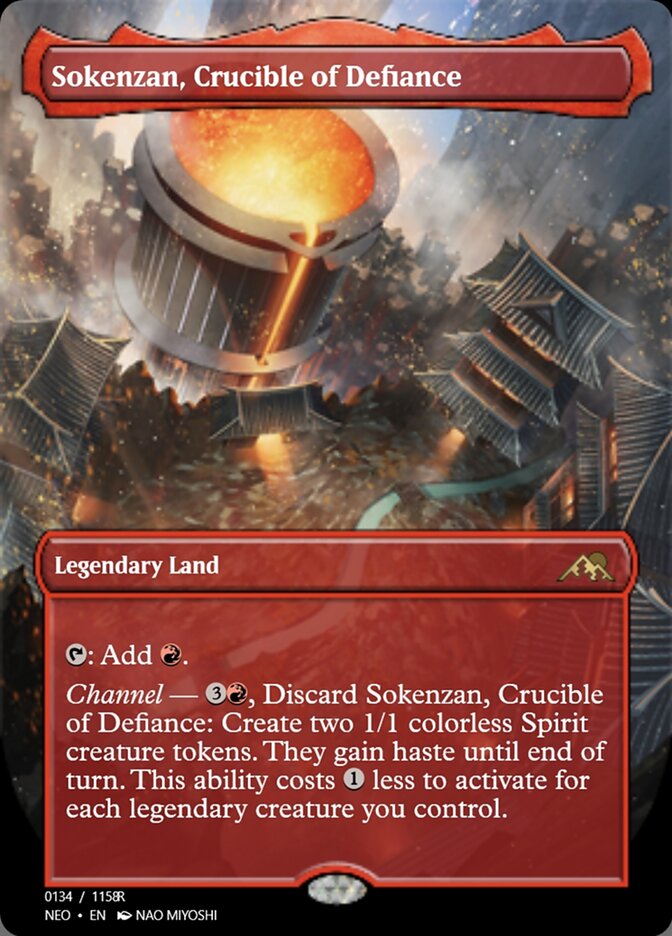 Sokenzan, Crucible of Defiance
Legendary Land
: Add .
Channel — 3, Discard Sokenzan, Crucible
of Defiance: Create two 1/1 colorless Spirit
creature tokens. They gain haste until end of
turn. This ability costs 1 less to activate for
each legendary creature you control.
0134 / 1158R
NEO • EN NAO MIYOSHI